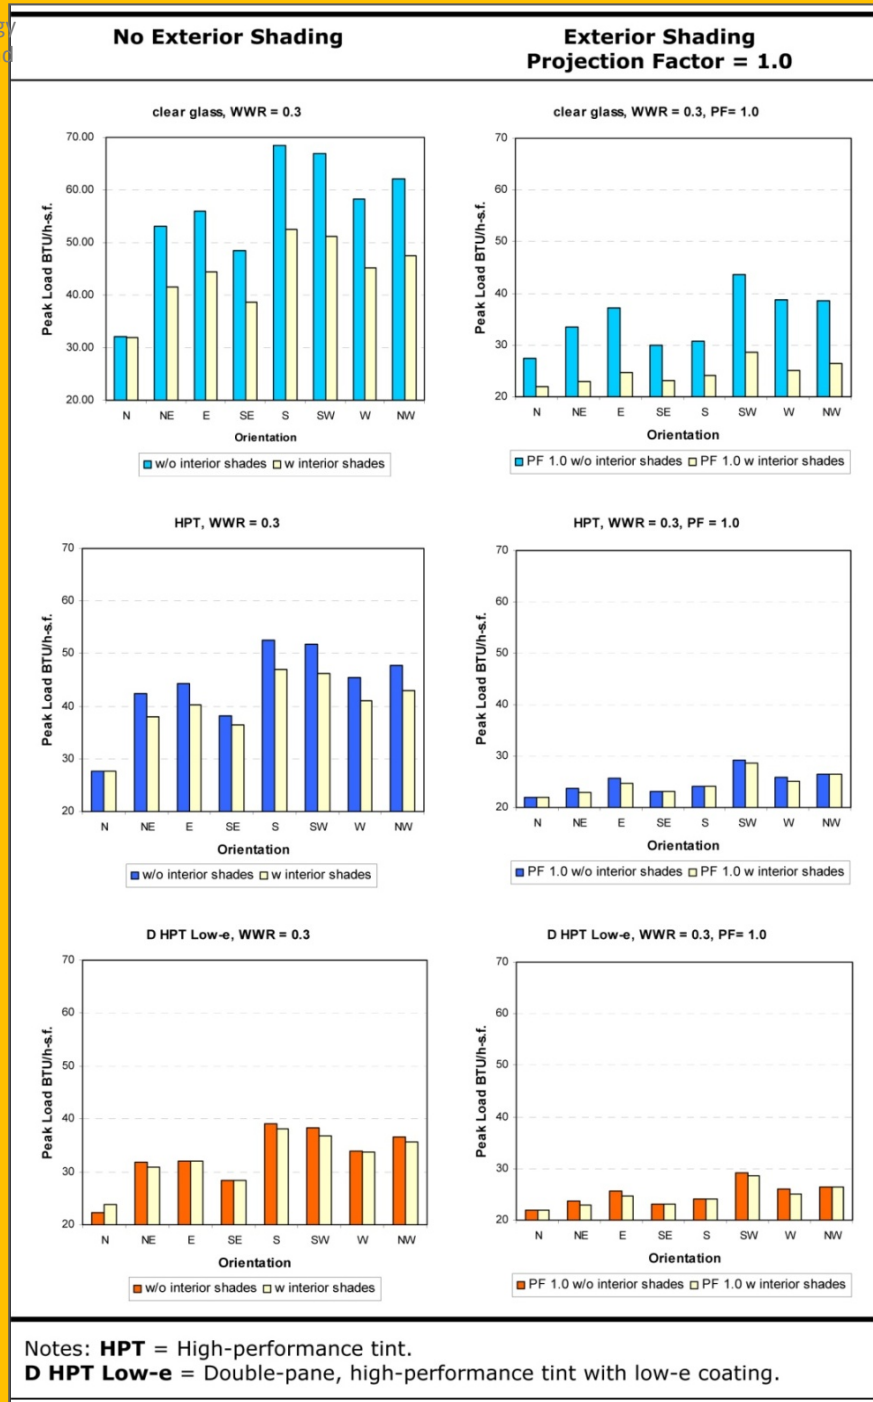 No Exterior Shading
Exterior Shading
Projection Factor = 1.0
clear glass, WWR = 0.3
70.00
60.00
50.00
40.00
30.00
20.00
Peak Load BTU/h-s.f.
N NE E SE S SW W NW
Orientation
w/o interior shades w interior shades
clear glass, WWR = 0.3, PF= 1.0
70
60
50
40
30
20
Peak Load BTU/h-s.f.
N NE E SE S SW W NW
Orientation
PF 1.0 w/o interior shades PF 1.0 w interior shades
HPT, WWR = 0.3
70
60
50
40
30
20
Peak Load BTU/h-s.f.
N NE E SE S SW W NW
Orientation
w/o interior shades w interior shades
HPT, WWR = 0.3, PF = 1.0
70
60
50
40
30
20
Peak Load BTU/h-s.f.
N NE E SE S SW W NW
Orientation
PF 1.0 w/o interior shades PF 1.0 w interior shades
D HPT Low-e, WWR = 0.3
70
60
50
40
30
20
Peak Load BTU/h-s.f.
N NE E SE S SW W NW
Orientation
w/o interior shades w interior shades
D HPT Low-e, WWR = 0.3, PF= 1.0
70
60
50
40
30
20
Peak Load BTU/h-s.f.
N NE E SE S SW W NW
Orientation
PF 1.0 w/o interior shades PF 1.0 w interior shades
Notes: HPT = High-performance tint.
D HPT Low-e = Double-pane, high-performance tint with low-e coating.